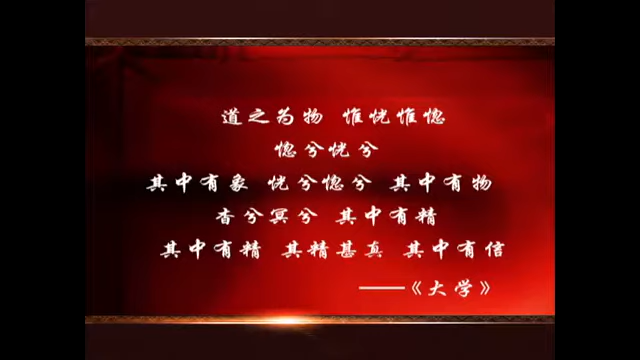 道之为物 惟恍惟惚
惚兮恍兮
其中有象 恍兮惚兮 其中有物
杳兮冥兮 其中有精
其中有精 其精甚真 其中有信
——《大学》